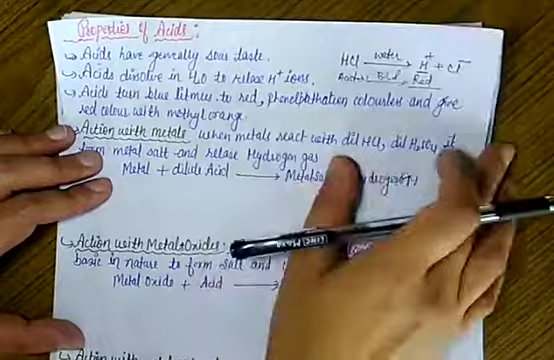 Properties of Acids:
↳ Acids have generally sour taste.
HCl water→ H+ + Cl-
↳ Acids dissolve in H2O to release H+ ions.
Red
↳ Acids turn blue litmus to red, phenolphthalein colourless and give
red colour with methyl orange.
↳ Action with metals when metals react with dil HCl, dil H2SO4 it
form metal salt and release Hydrogen gas
Metal + dilute Acid → Metal
Action with Metal Oxides:
basic in nature to form salt and
Metal Oxide + Acid →
LINC